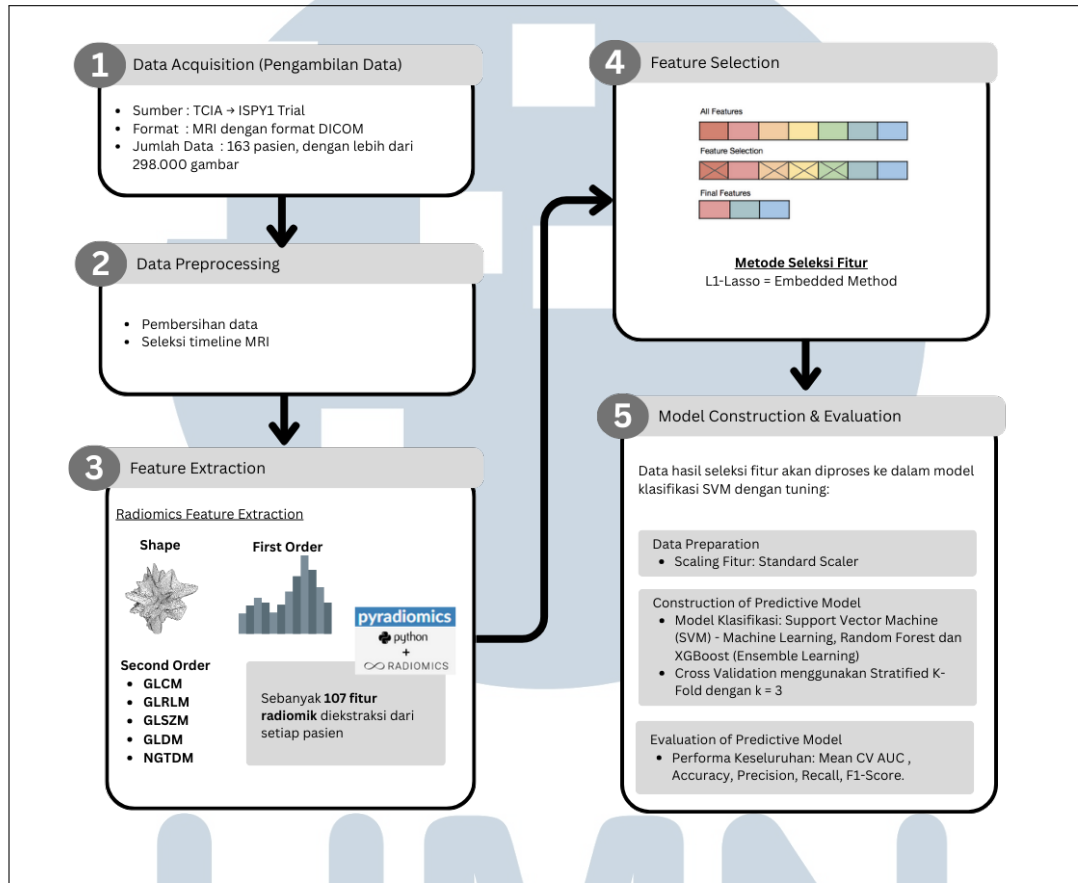 1
Data Acquisition (Pengambilan Data)
• Sumber : TCIA → ISPY1 Trial
• Format : MRI dengan format DICOM
• Jumlah Data : 163 pasien, dengan lebih dari
298.000 gambar
2
Data Preprocessing
• Pembersihan data
• Seleksi timeline MRI
3
Feature Extraction
Radiomics Feature Extraction
Shape
First Order
pyradiomics
python
+
RADIOMICS
Second Order
• GLCM
• GLRLM
• GLSZM
• GLDM
• NGTDM
Sebanyak 107 fitur
radiomik diekstraksi dari
setiap pasien
4
Feature Selection
All Features
Feature Selection
Final Features
Metode Seleksi Fitur
L1-Lasso = Embedded Method
5
Model Construction & Evaluation
Data hasil seleksi fitur akan diproses ke dalam model
klasifikasi SVM dengan tuning:
Data Preparation
• Scaling Fitur: Standard Scaler
Construction of Predictive Model
• Model Klasifikasi: Support Vector Machine
(SVM) - Machine Learning, Random Forest dan
XGBoost (Ensemble Learning)
• Cross Validation menggunakan Stratified K-
Fold dengan k = 3
Evaluation of Predictive Model
• Performa Keseluruhan: Mean CV AUC ,
Accuracy, Precision, Recall, F1-Score.
UMN